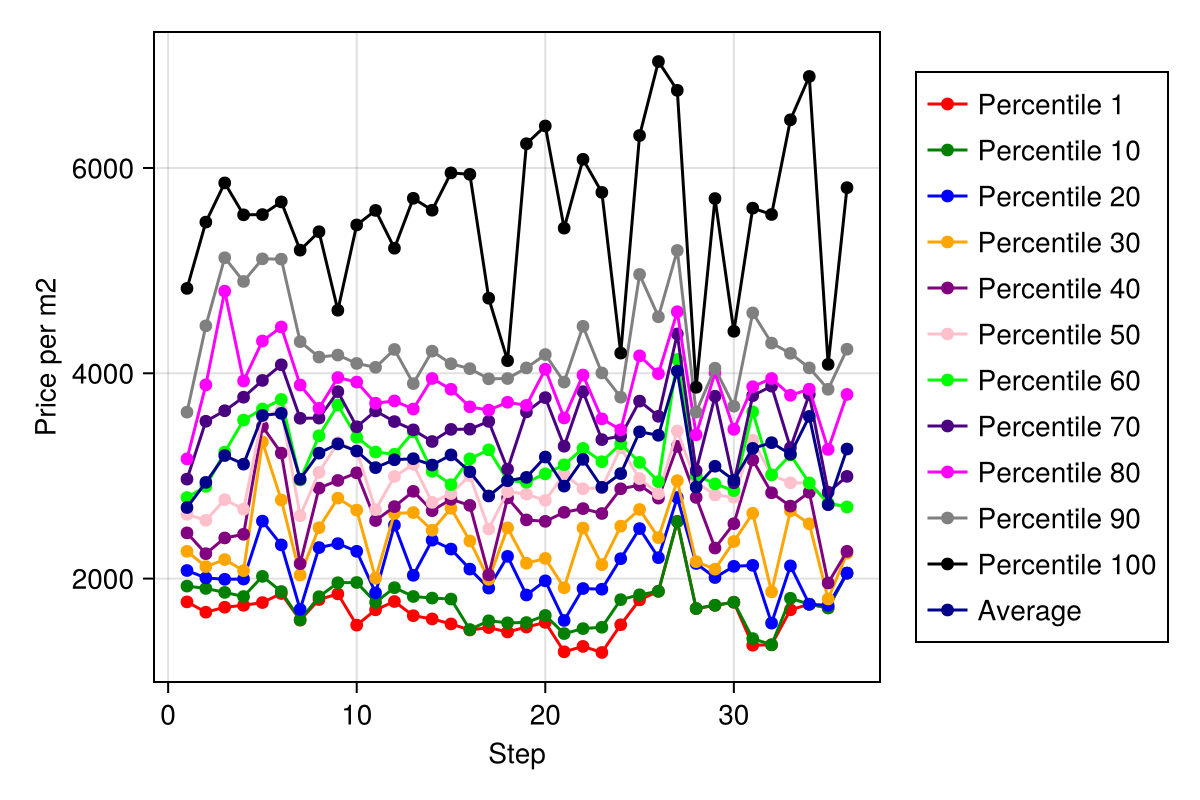 6000
4000
2000
Price per m2
0 10 20 30
Step
Percentile 1
Percentile 10
Percentile 20
Percentile 30
Percentile 40
Percentile 50
Percentile 60
Percentile 70
Percentile 80
Percentile 90
Percentile 100
Average